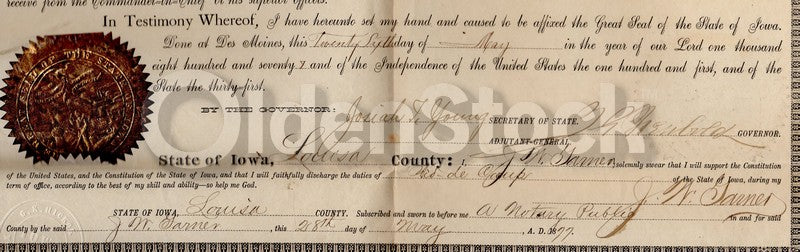 receive from the Commander-in-Chief or his superior officers.
In Testimony Whereof, I have hereunto set my hand and caused to be affixed the Great Seal of the State of Iowa.
Done at Des Moines, this Twenty Fifth day of May in the year of our Lord one thousand
eight hundred and seventy 7 and of the Independence of the United States the one hundred and first, and of the
State the thirty-first.
BY THE GOVERNOR:
Josiah T. Young SECRETARY OF STATE. GOVERNOR.
ADJUTANT-GENERAL.
OldenStock
State of Iowa, Louisa County: I, J. W. Garner solemnly swear that I will support the Constitution
of the United States, and the Constitution of the State of Iowa, and that I will faithfully discharge the duties of of the State of Iowa, during my
term of office, according to the best of my skill and ability—so help me God.
J. W. Garner
STATE OF IOWA, Louisa COUNTY. Subscribed and sworn to before me A Notary Public in and for said
County by the said J. W. Garner this 28th day of May, A. D. 1877.